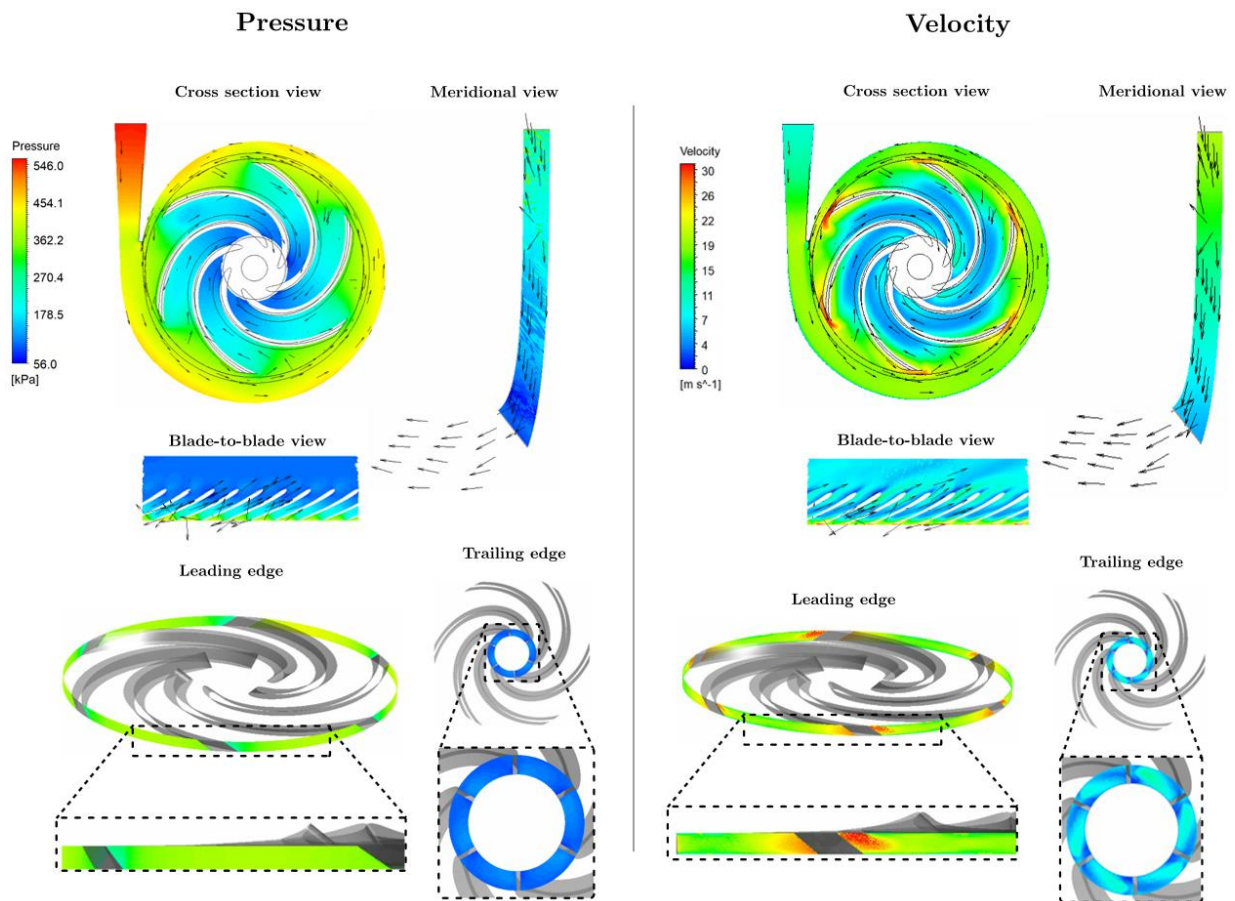 Pressure
Cross section view
Meridional view
Pressure
546.0
454.1
362.2
270.4
178.5
56.0
[kPa]
Blade-to-blade view
Leading edge
Trailing edge
Velocity
Cross section view
Meridional view
Velocity
30
26
22
19
15
11
7
4
0
[m s^-1]
Blade-to-blade view
Leading edge
Trailing edge